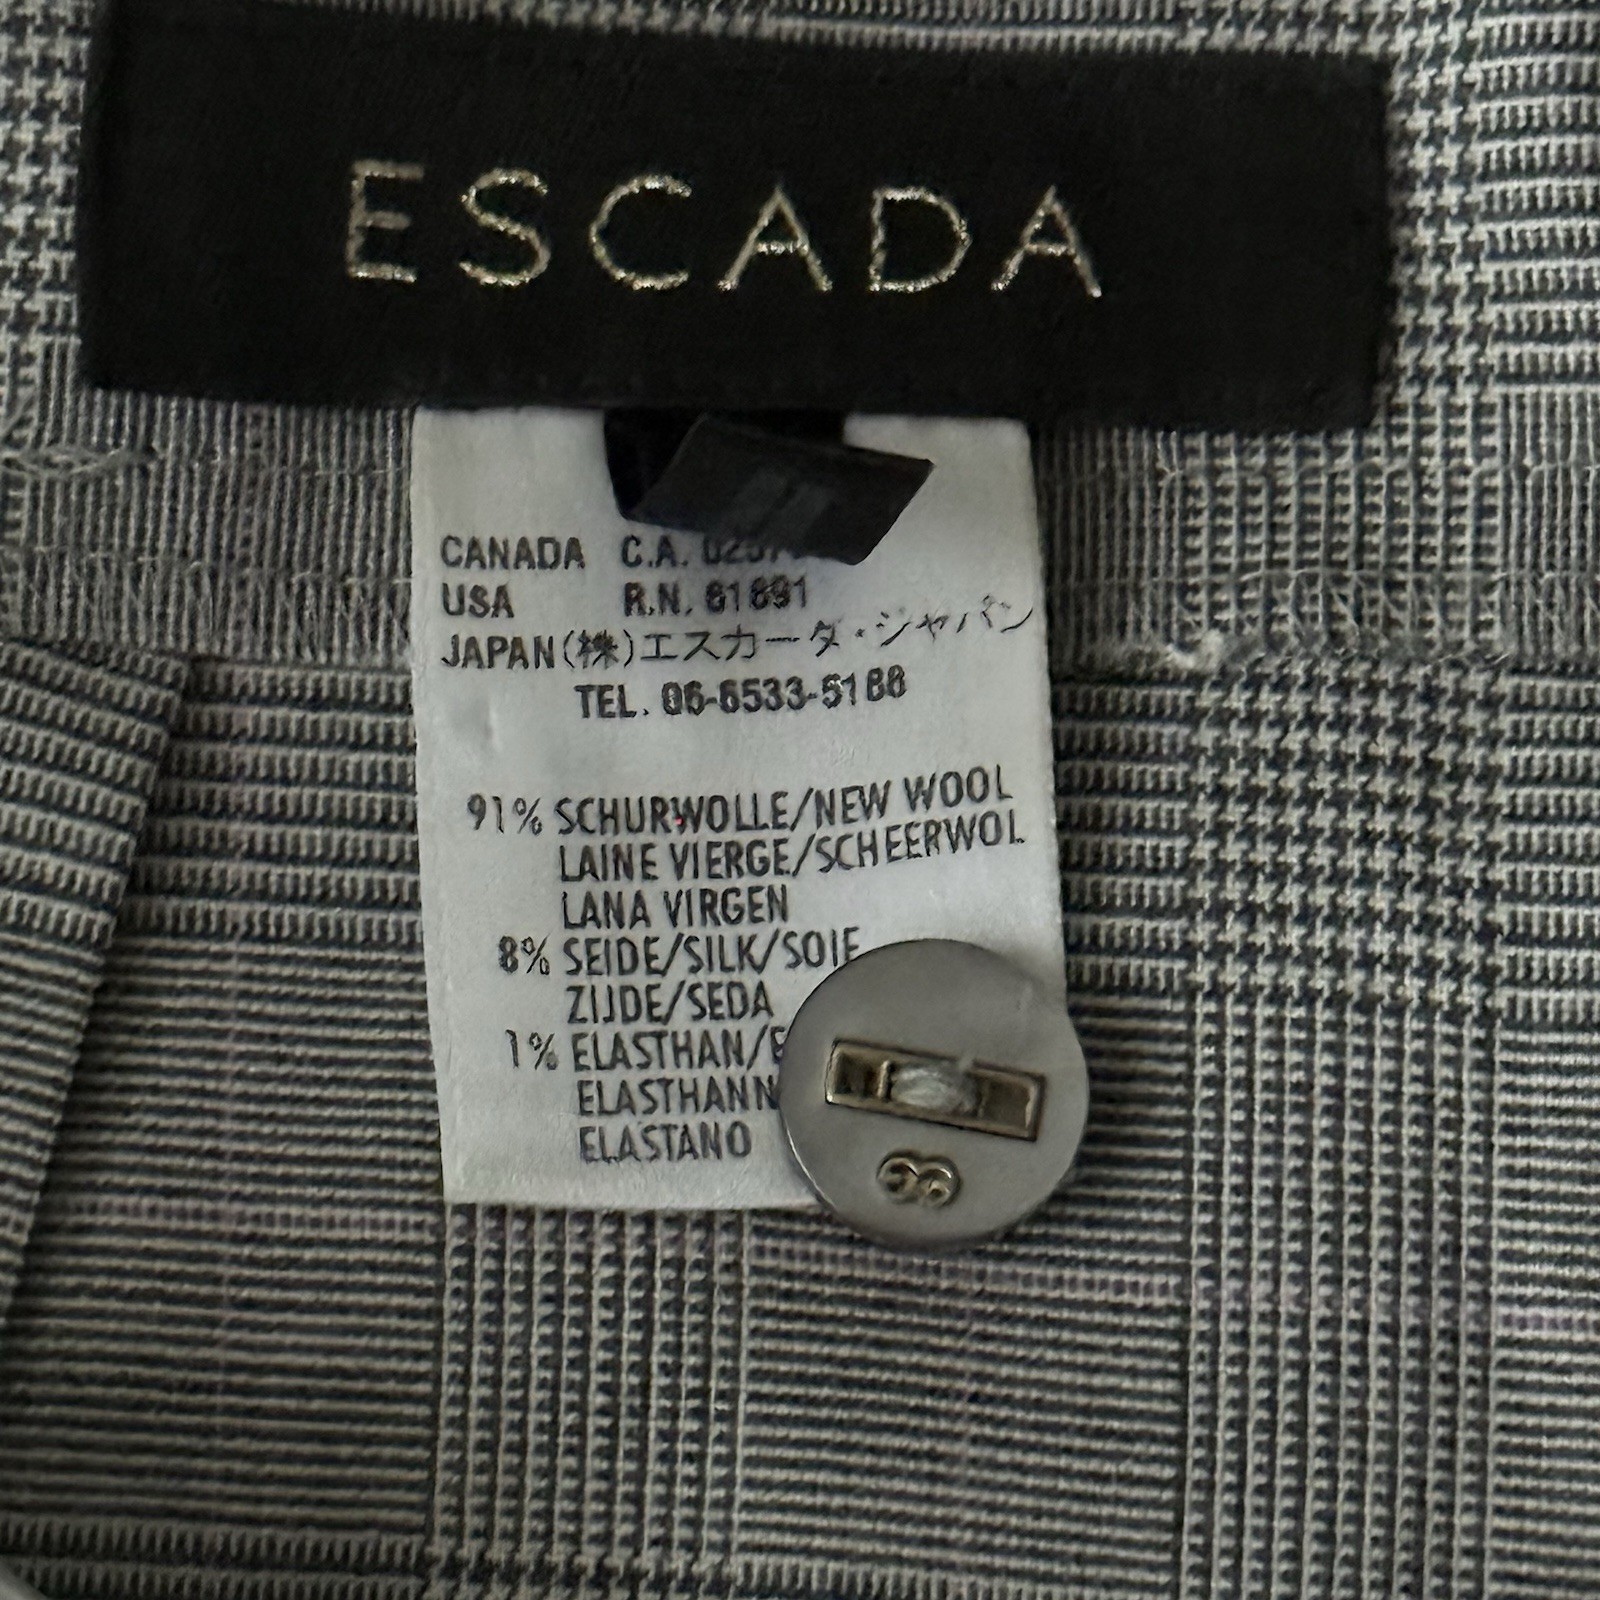 ESCADA
CANADA C.A.
USA R.N. 61691
JAPAN(株)エスカーダ・ジャパン
TEL. 06-6533-5188
91% SCHURWOLLE/NEW WOOL
LAINE VIERGE/SCHEERWOL
LANA VIRGEN
8% SEIDE/SILK/SOIE
ZIJDE/SEDA
1% ELASTHAN/
ELASTHANN
ELASTANO